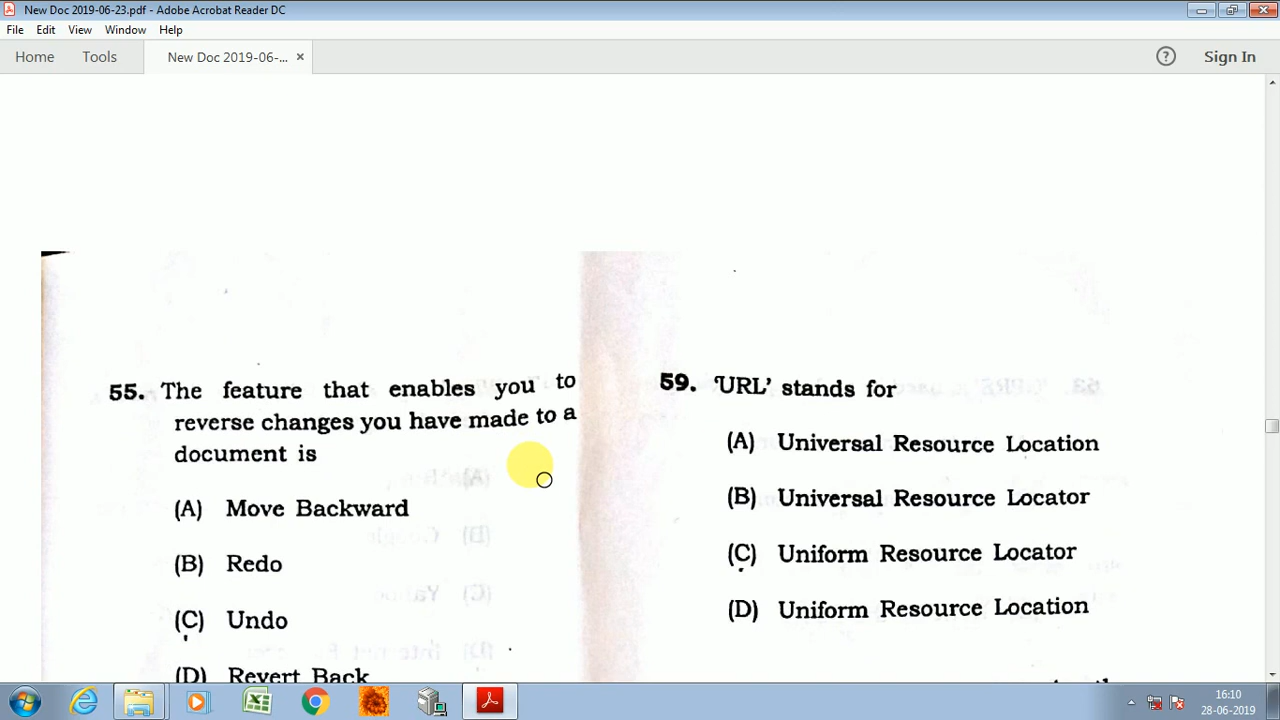 New Doc 2019-06-23.pdf - Adobe Acrobat Reader DC
File Edit View Window Help
Home Tools New Doc 2019-06-... × ? Sign In
55. The feature that enables you to
reverse changes you have made to a
document is
(A) Move Backward
(B) Redo
(C) Undo
(D) Revert Back
59. 'URL' stands for
(A) Universal Resource Location
(B) Universal Resource Locator
(C) Uniform Resource Locator
(D) Uniform Resource Location
16:10
28-06-2019